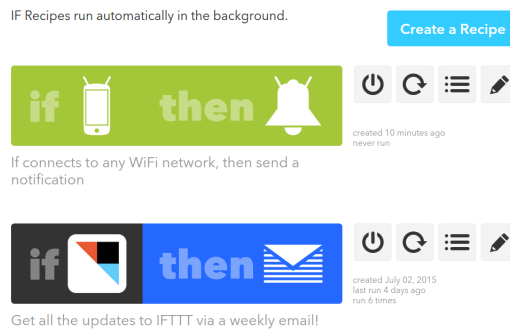 IF Recipes run automatically in the background.
Create a Recipe
if then
created 10 minutes ago
never run
If connects to any WiFi network, then send a
notification
if then
created July 02, 2015
last run 4 days ago
run 6 times
Get all the updates to IFTTT via a weekly email!